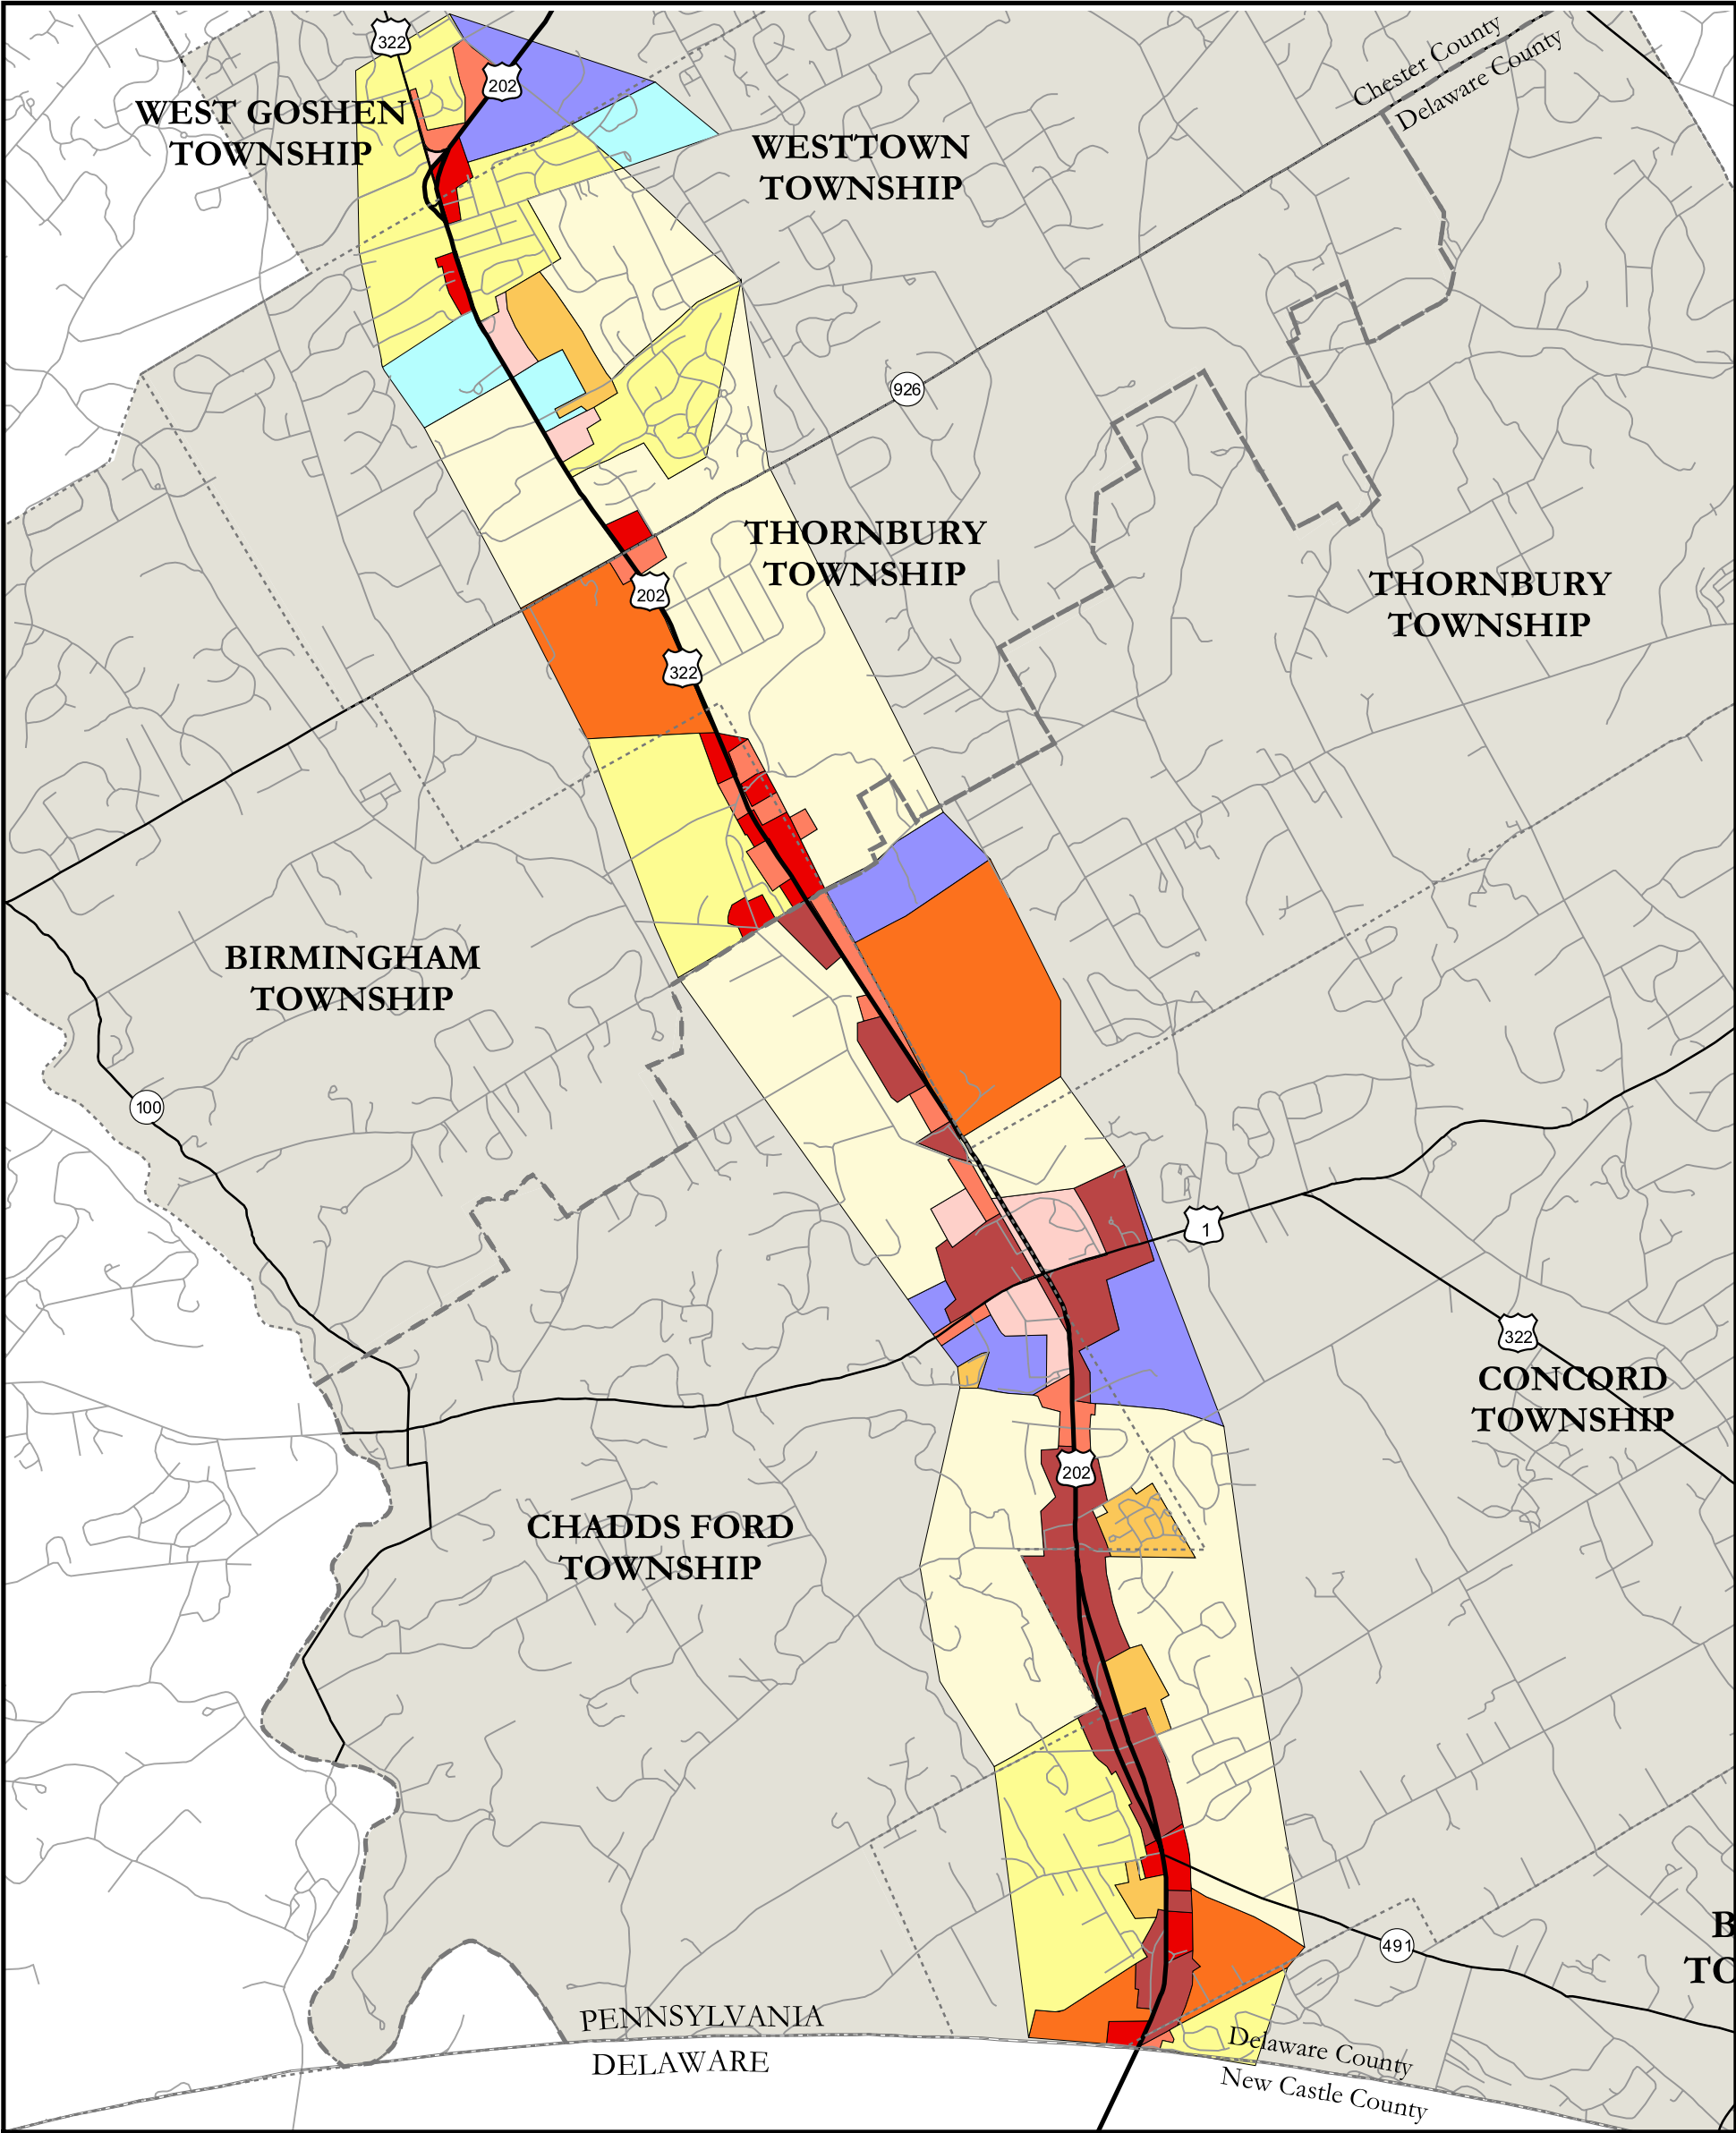 322
202
Chester County
Delaware County
WEST GOSHEN
TOWNSHIP
WESTTOWN
TOWNSHIP
926
THORNBURY
TOWNSHIP
THORNBURY
TOWNSHIP
202
322
BIRMINGHAM
TOWNSHIP
100
1
322
CONCORD
TOWNSHIP
202
CHADDS FORD
TOWNSHIP
B
TO
491
PENNSYLVANIA
DELAWARE
Delaware County
New Castle County